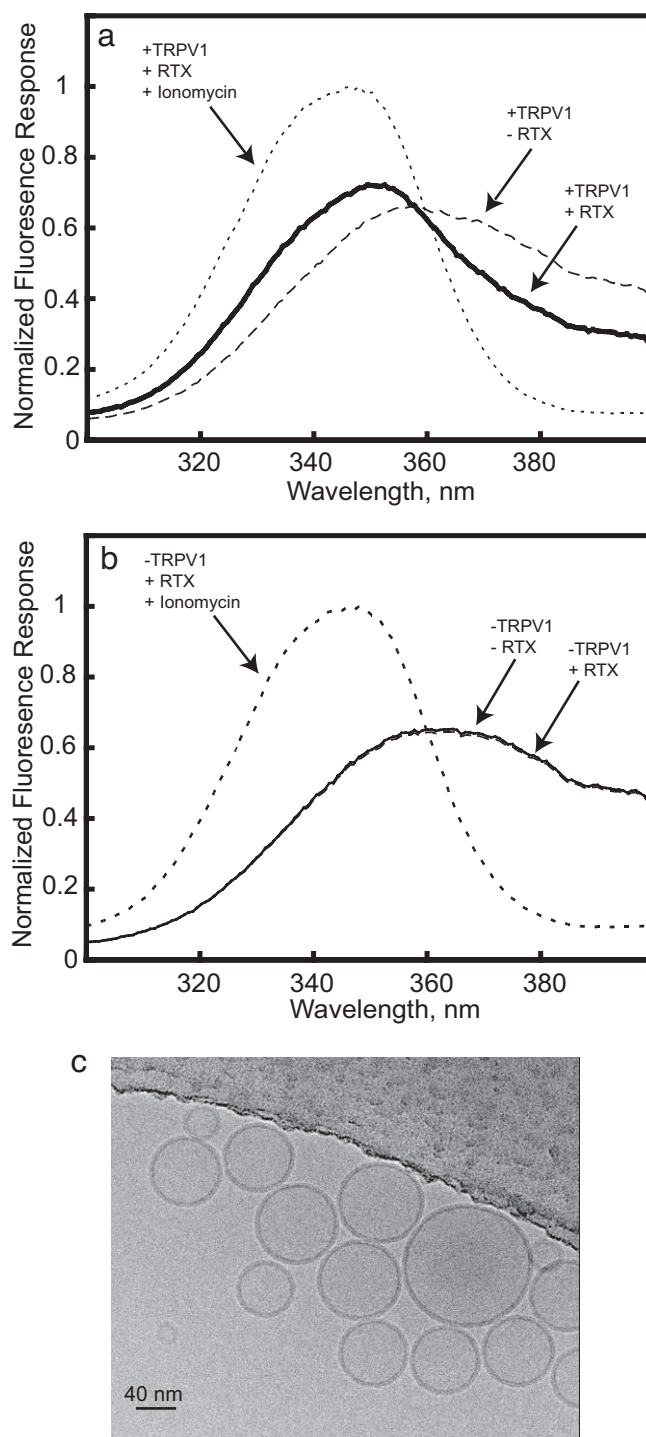 a
+TRPV1
+ RTX
+ Ionomycin
+TRPV1
- RTX
+TRPV1
+ RTX
Normalized Fluoresence Response
1
0.8
0.6
0.4
0.2
0
320
340
360
380
Wavelength, nm
b
-TRPV1
+ RTX
+ Ionomycin
-TRPV1
- RTX
-TRPV1
+ RTX
Normalized Fluoresence Response
1
0.8
0.6
0.4
0.2
0
320
340
360
380
Wavelength, nm
c
40 nm